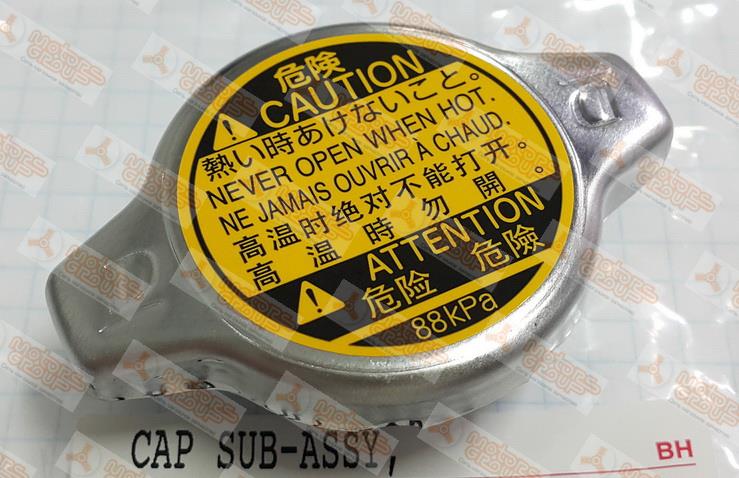 危険
CAUTION
熱い時あけないこと。
NEVER OPEN WHEN HOT.
NE JAMAIS OUVRIR À CHAUD.
高温时绝对不能打开。
高温時勿開。
ATTENTION
危险 危險
88kPa
CAP SUB-ASSY,
BH